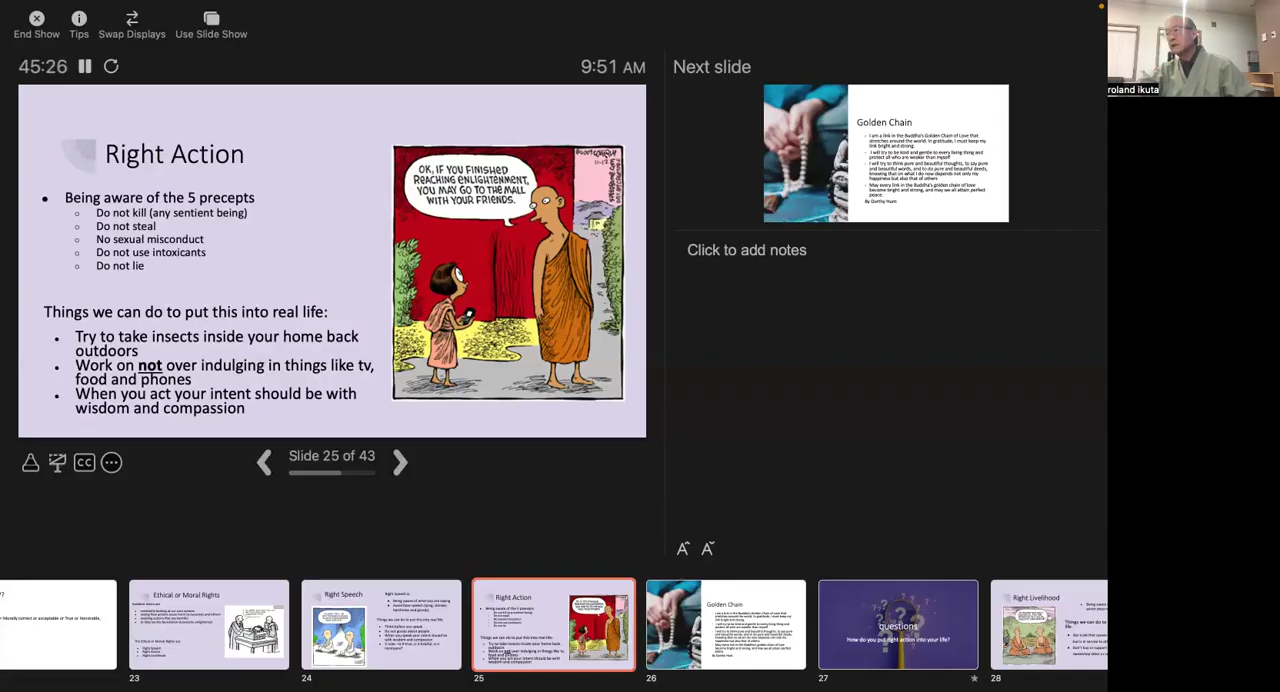 End Show
Tips
Swap Displays
Use Slide Show
45:26
9:51 AM
Next slide
roland ikuta
Right Action
Being aware of the 5 precepts
Do not kill (any sentient being)
Do not steal
No sexual misconduct
Do not use intoxicants
Do not lie
Things we can do to put this into real life:
Try to take insects inside your home back
outdoors
Work on not over indulging in things like tv,
food and phones
When you act your intent should be with
wisdom and compassion
OK, IF YOU FINISHED
REACHING ENLIGHTENMENT,
YOU MAY GO TO THE MALL
WITH YOUR FRIENDS.
Golden Chain
I am a link in the Buddha's Golden Chain of Love that
stretches around the world. In gratitude, I must keep my
link bright and strong.
I will try to be kind and gentle to every living thing and
protect all who are weaker than myself
I will try to think pure and beautiful thoughts, to say pure
and beautiful words, and to do pure and beautiful deeds,
knowing that on what I do now depends not only my
happiness but also that of others
May every link in the Buddha's golden chain of love
become bright and strong, and may we all attain perfect
peace.
By Dorthy Hunt
Click to add notes
CC
Slide 25 of 43
Ethical or Moral Rights
Right Speech
Right Action
Golden Chain
questions
How do you put right action into your life?
Right Livelihood
23
24
25
26
27
28